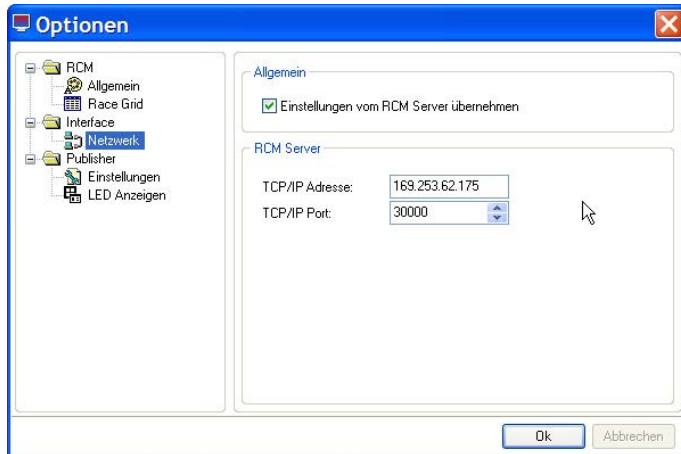 Optionen
RCM
Allgemein
Race Grid
Interface
Netzwerk
Publisher
Einstellungen
LED Anzeigen
Allgemein
Einstellungen vom RCM Server übernehmen
RCM Server
TCP/IP Adresse: 169.253.62.175
TCP/IP Port: 30000
Ok Abbrechen